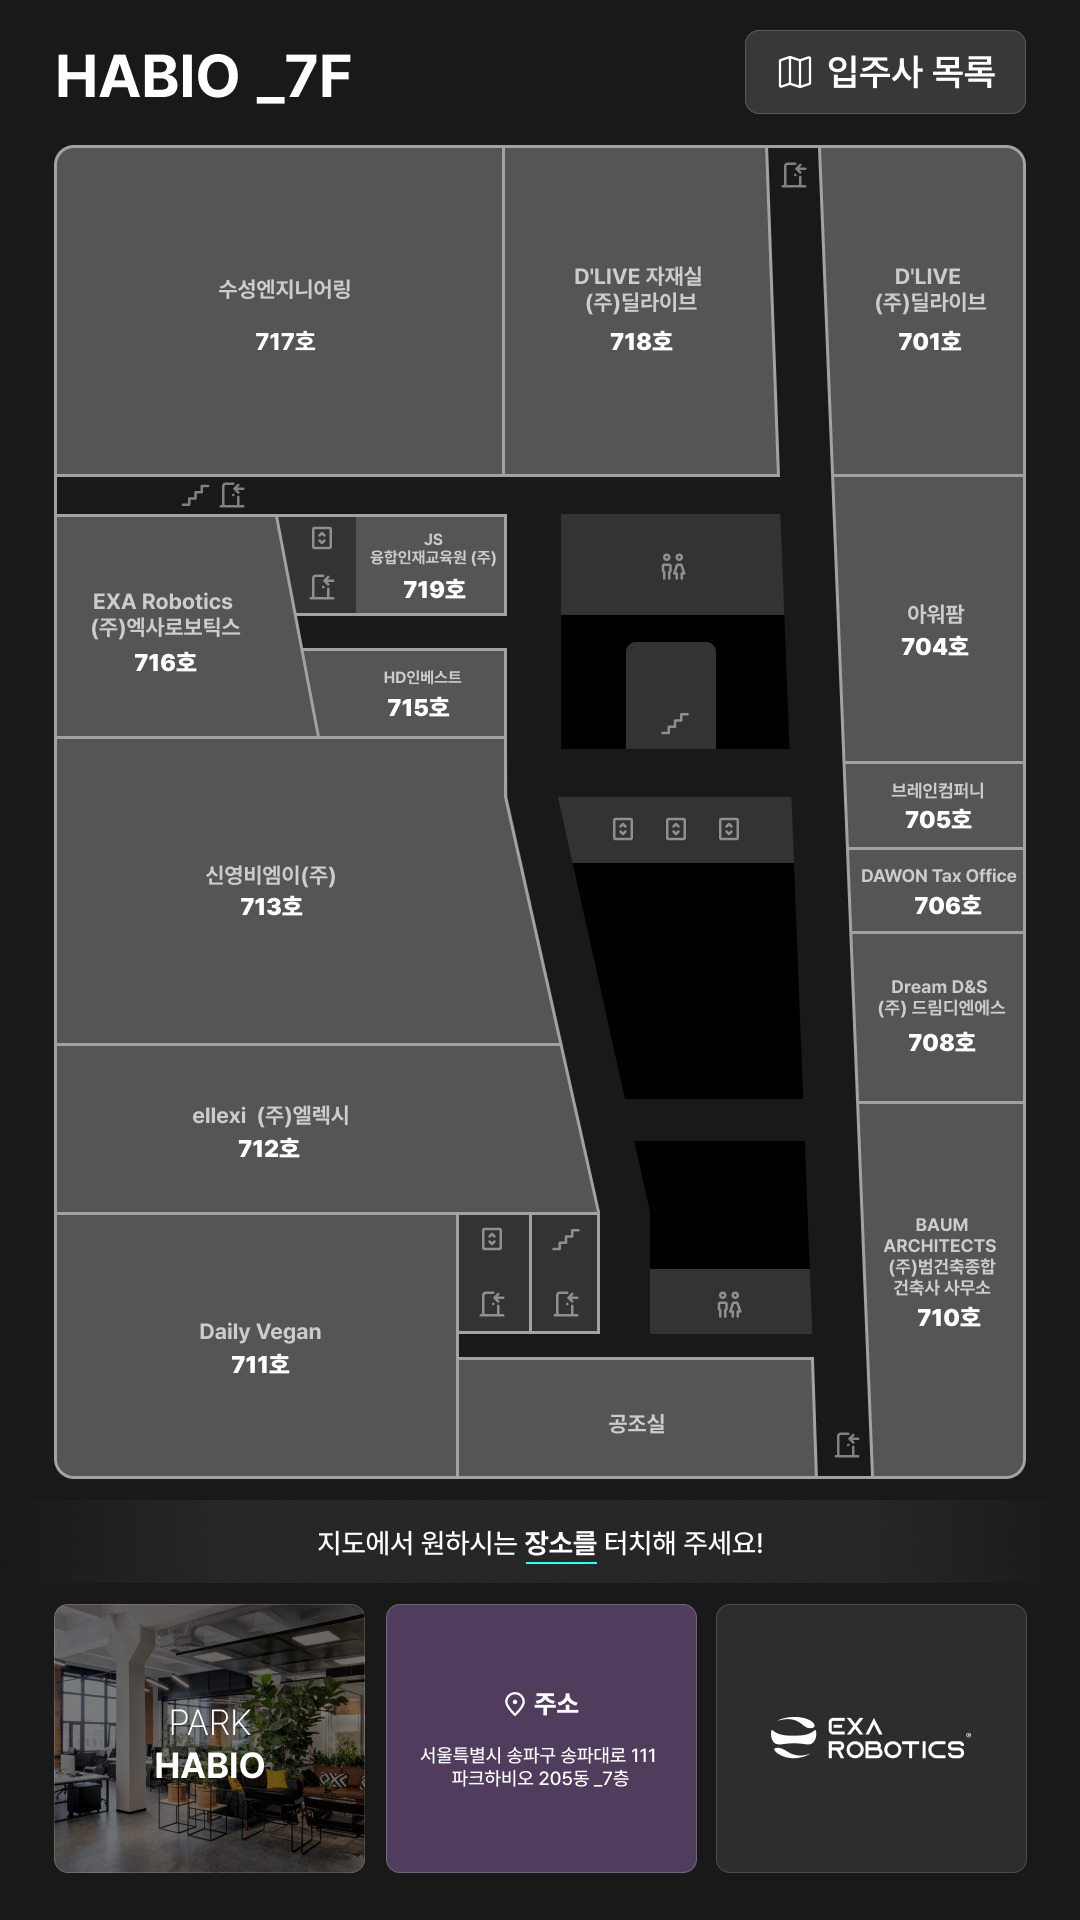 HABIO _7F
입주사 목록
수성엔지니어링
717호
D'LIVE 자재실
(주)딜라이브
718호
D'LIVE
(주)딜라이브
701호
EXA Robotics
(주)엑사로보틱스
716호
JS
융합인재교육원 (주)
719호
HD인베스트
715호
아워팜
704호
브레인컴퍼니
705호
DAWON Tax Office
706호
신영비엠이(주)
713호
Dream D&S
(주) 드림디엔에스
708호
ellexi (주)엘렉시
712호
BAUM
ARCHITECTS
(주)범건축종합
건축사 사무소
710호
Daily Vegan
711호
공조실
지도에서 원하시는 장소를 터치해 주세요!
PARK
HABIO
주소
서울특별시 송파구 송파대로 111
파크하비오 205동 _7층
EXA
ROBOTICS®